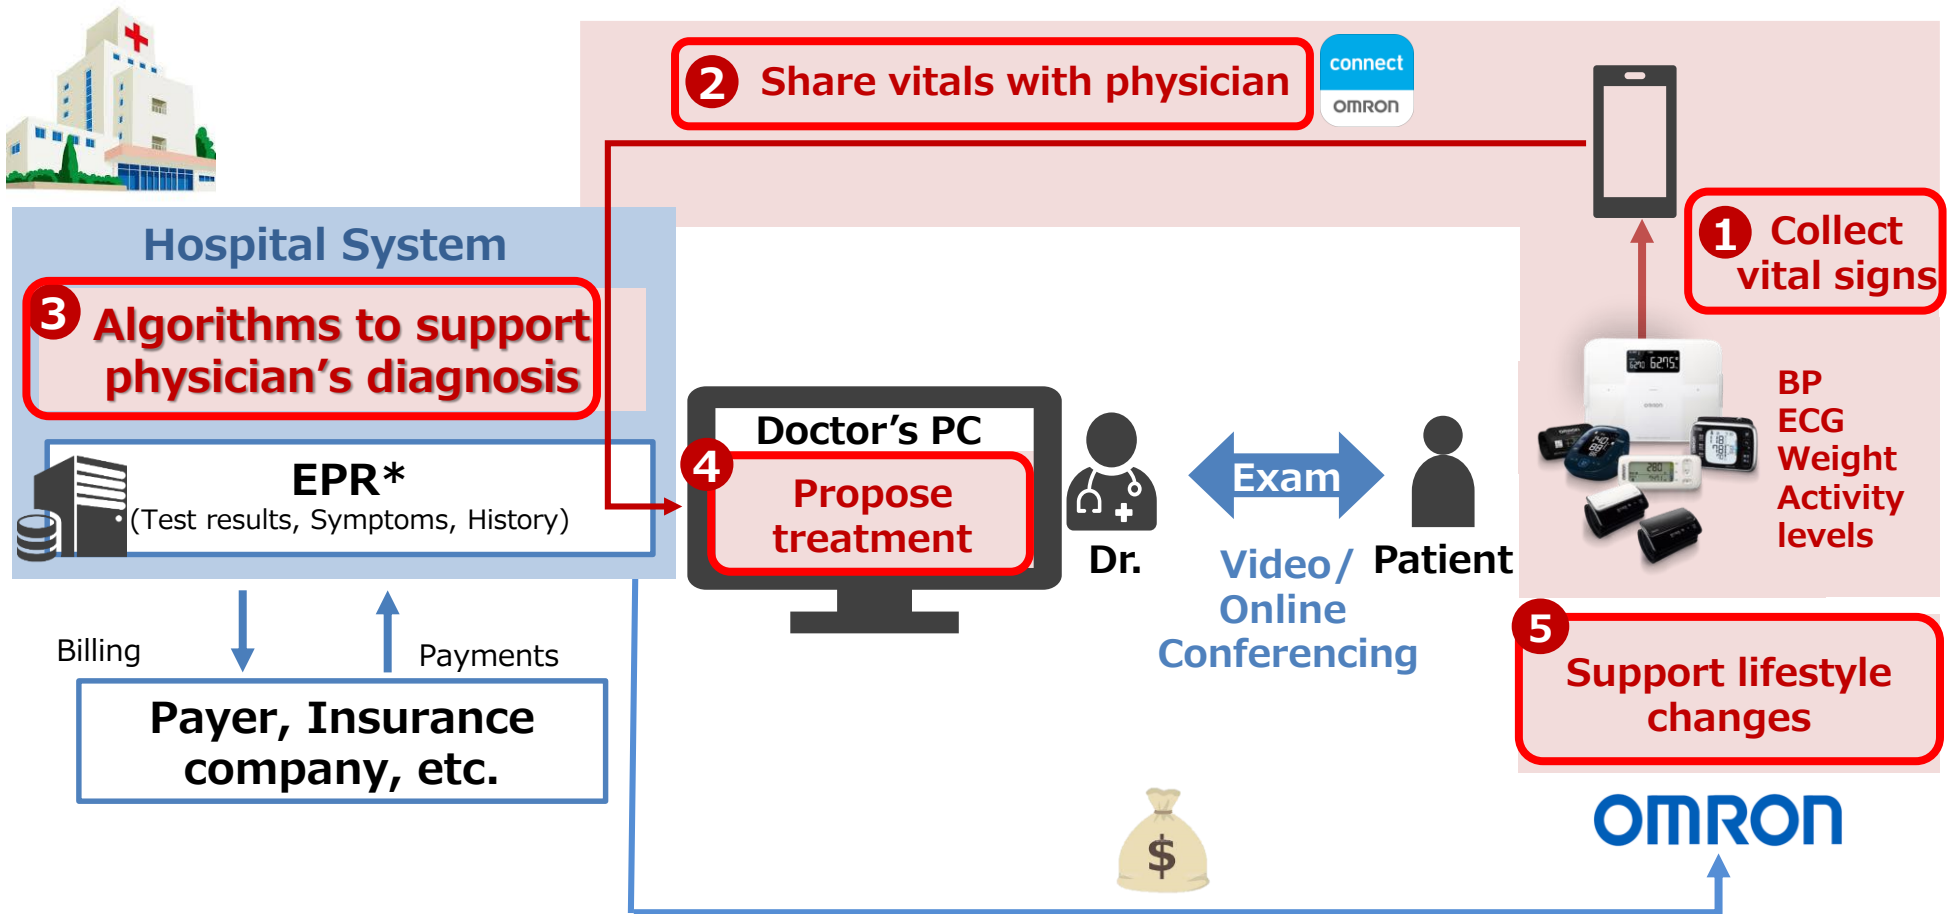 2 Share vitals with physician
connect
OMRON
1 Collect
vital signs
Hospital System
3 Algorithms to support
physician’s diagnosis
EPR*
(Test results, Symptoms, History)
Doctor’s PC
4 Propose
treatment
Dr.
Exam
Video/
Online
Conferencing
Patient
BP
ECG
Weight
Activity
levels
5
Support lifestyle
changes
Billing
Payments
Payer, Insurance
company, etc.
$
OMRON